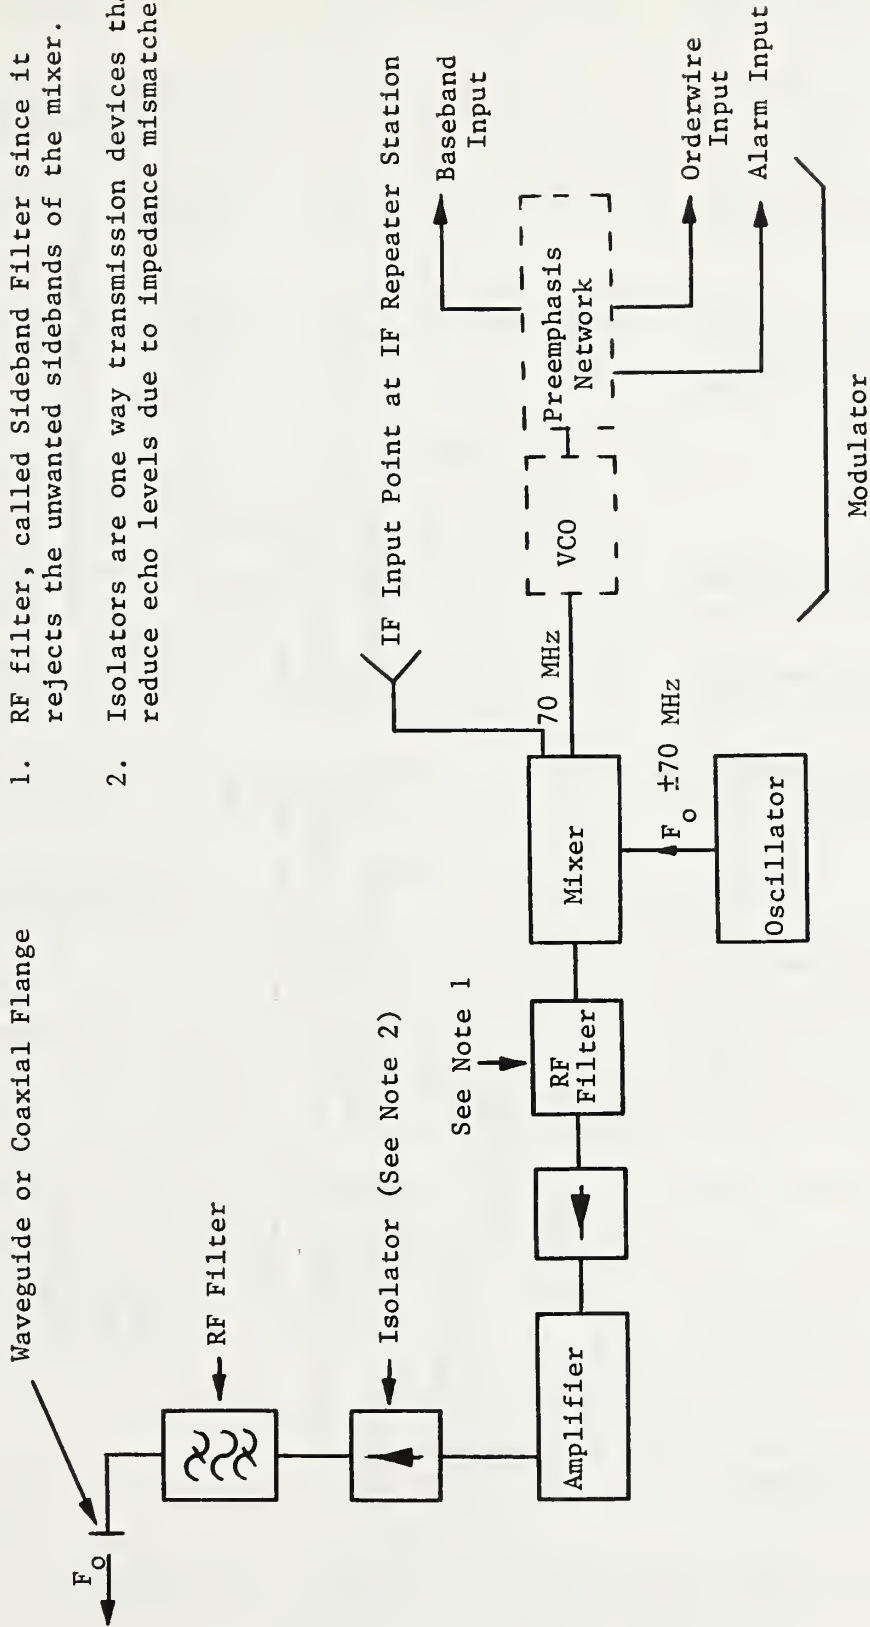 1. RF filter, called Sideband Filter since it
rejects the unwanted sidebands of the mixer.
2. Isolators are one way transmission devices
reduce echo levels due to impedance
Waveguide or Coaxial Flange
F_o
RF Filter
Isolator (See Note 2)
Amplifier
See Note 1
RF
Filter
Mixer
F_o ±70 MHz
Oscillator
70 MHz
IF Input Point at IF Repeater Station
VCO
Preemphasis
Network
Baseband
Input
Orderwire
Input
Alarm Input
Modulator